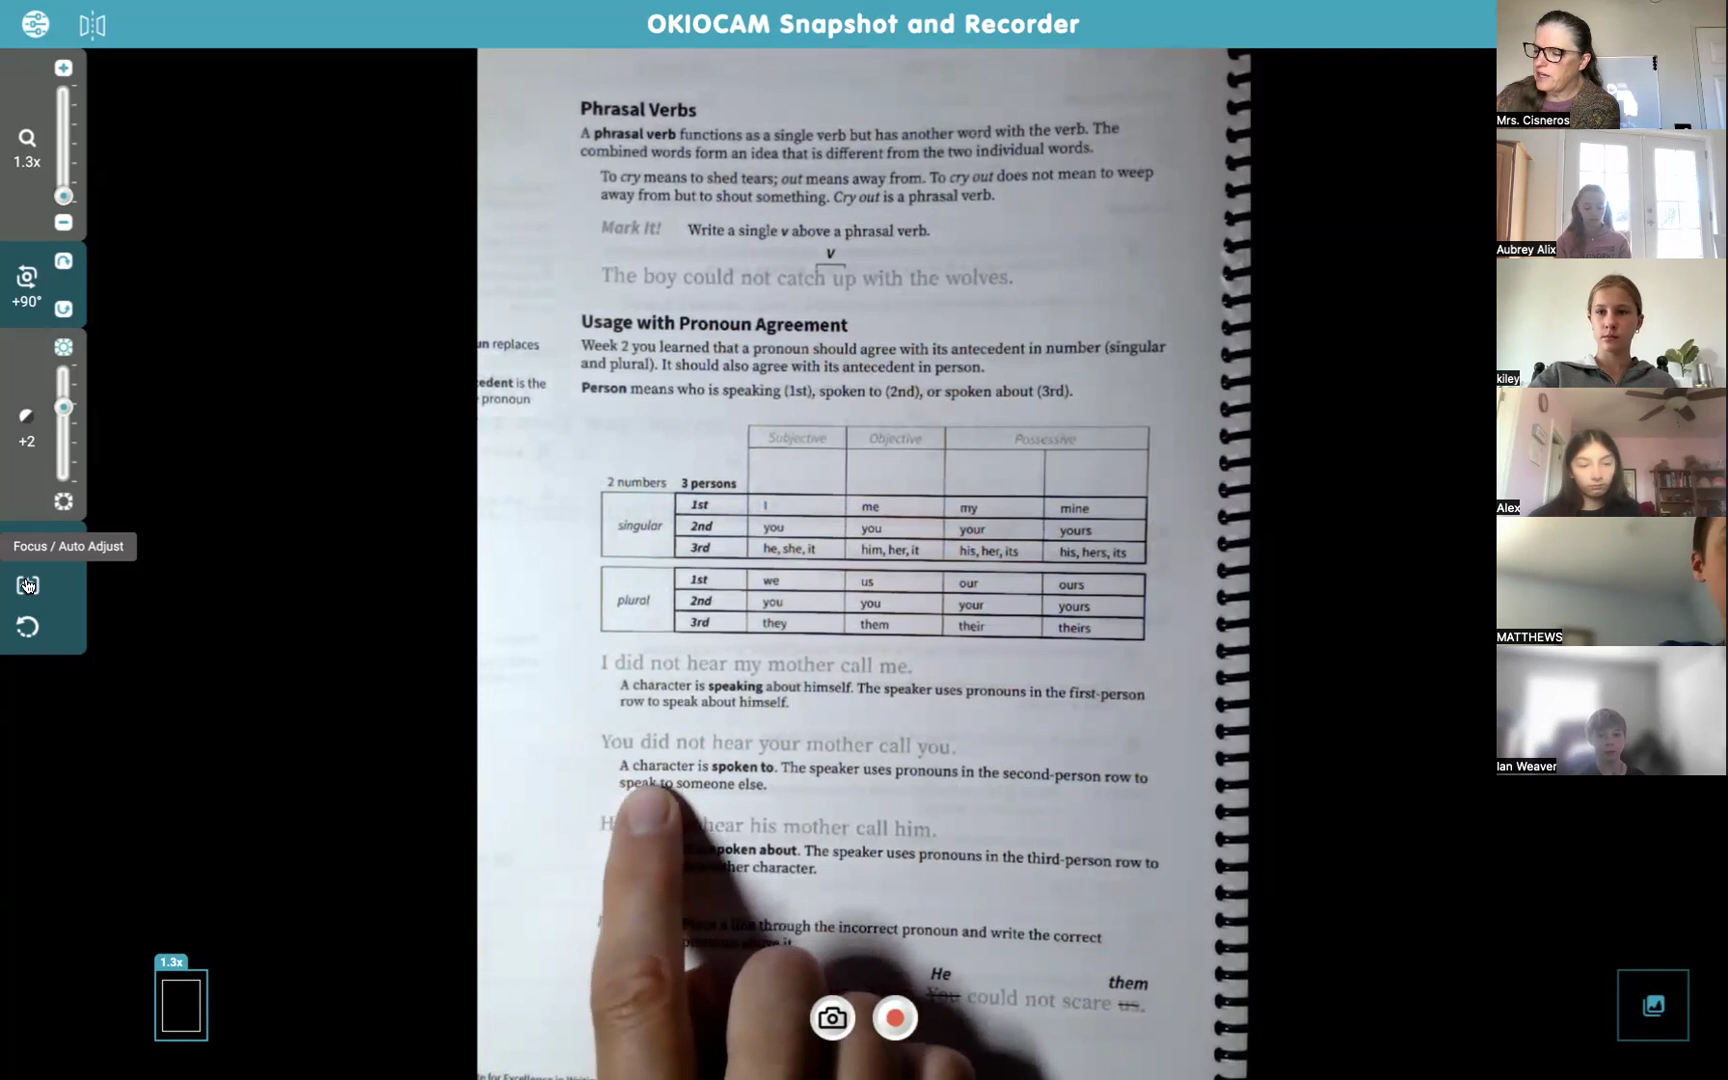 OKIOCAM Snapshot and Recorder
1.3x
+90°
+2
Focus / Auto Adjust
1.3x
Phrasal Verbs
A phrasal verb functions as a single verb but has another word with the verb. The
combined words form an idea that is different from the two individual words.
To cry means to shed tears; out means away from. To cry out does not mean to weep
away from but to shout something. Cry out is a phrasal verb.
Mark It! Write a single v above a phrasal verb.
v
The boy could not catch up with the wolves.
Usage with Pronoun Agreement
un replaces
edent is the
pronoun
Week 2 you learned that a pronoun should agree with its antecedent in number (singular
and plural). It should also agree with its antecedent in person.
Person means who is speaking (1st), spoken to (2nd), or spoken about (3rd).
Subjective Objective Possessive
2 numbers 3 persons
singular
1st I me my mine
2nd you you your yours
3rd he, she, it him, her, it his, her, its his, hers, its
plural
1st we us our ours
2nd you you your yours
3rd they them their theirs
I did not hear my mother call me.
A character is speaking about himself. The speaker uses pronouns in the first-person
row to speak about himself.
You did not hear your mother call you.
A character is spoken to. The speaker uses pronouns in the second-person row to
speak to someone else.
hear his mother call him.
spoken about. The speaker uses pronouns in the third-person row to
character.
Place a line through the incorrect pronoun and write the correct
He them
You could not scare us.
Mrs. Cisneros
Aubrey Alix
kiley
Alex
MATTHEWS
Ian Weaver